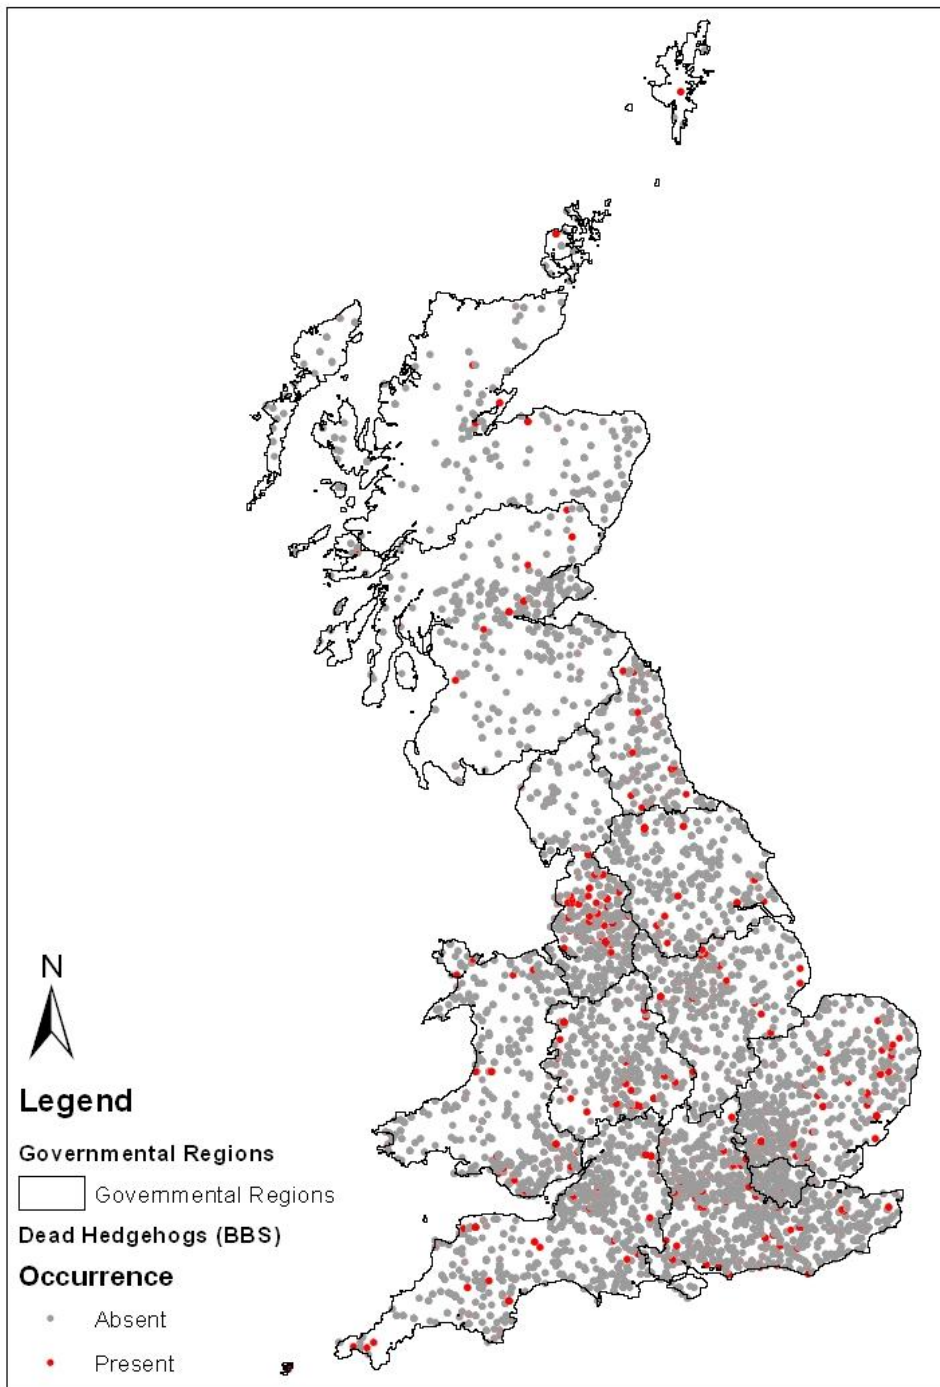 N
Legend
Governmental Regions
Governmental Regions
Dead Hedgehogs (BBS)
Occurrence
Absent
Present